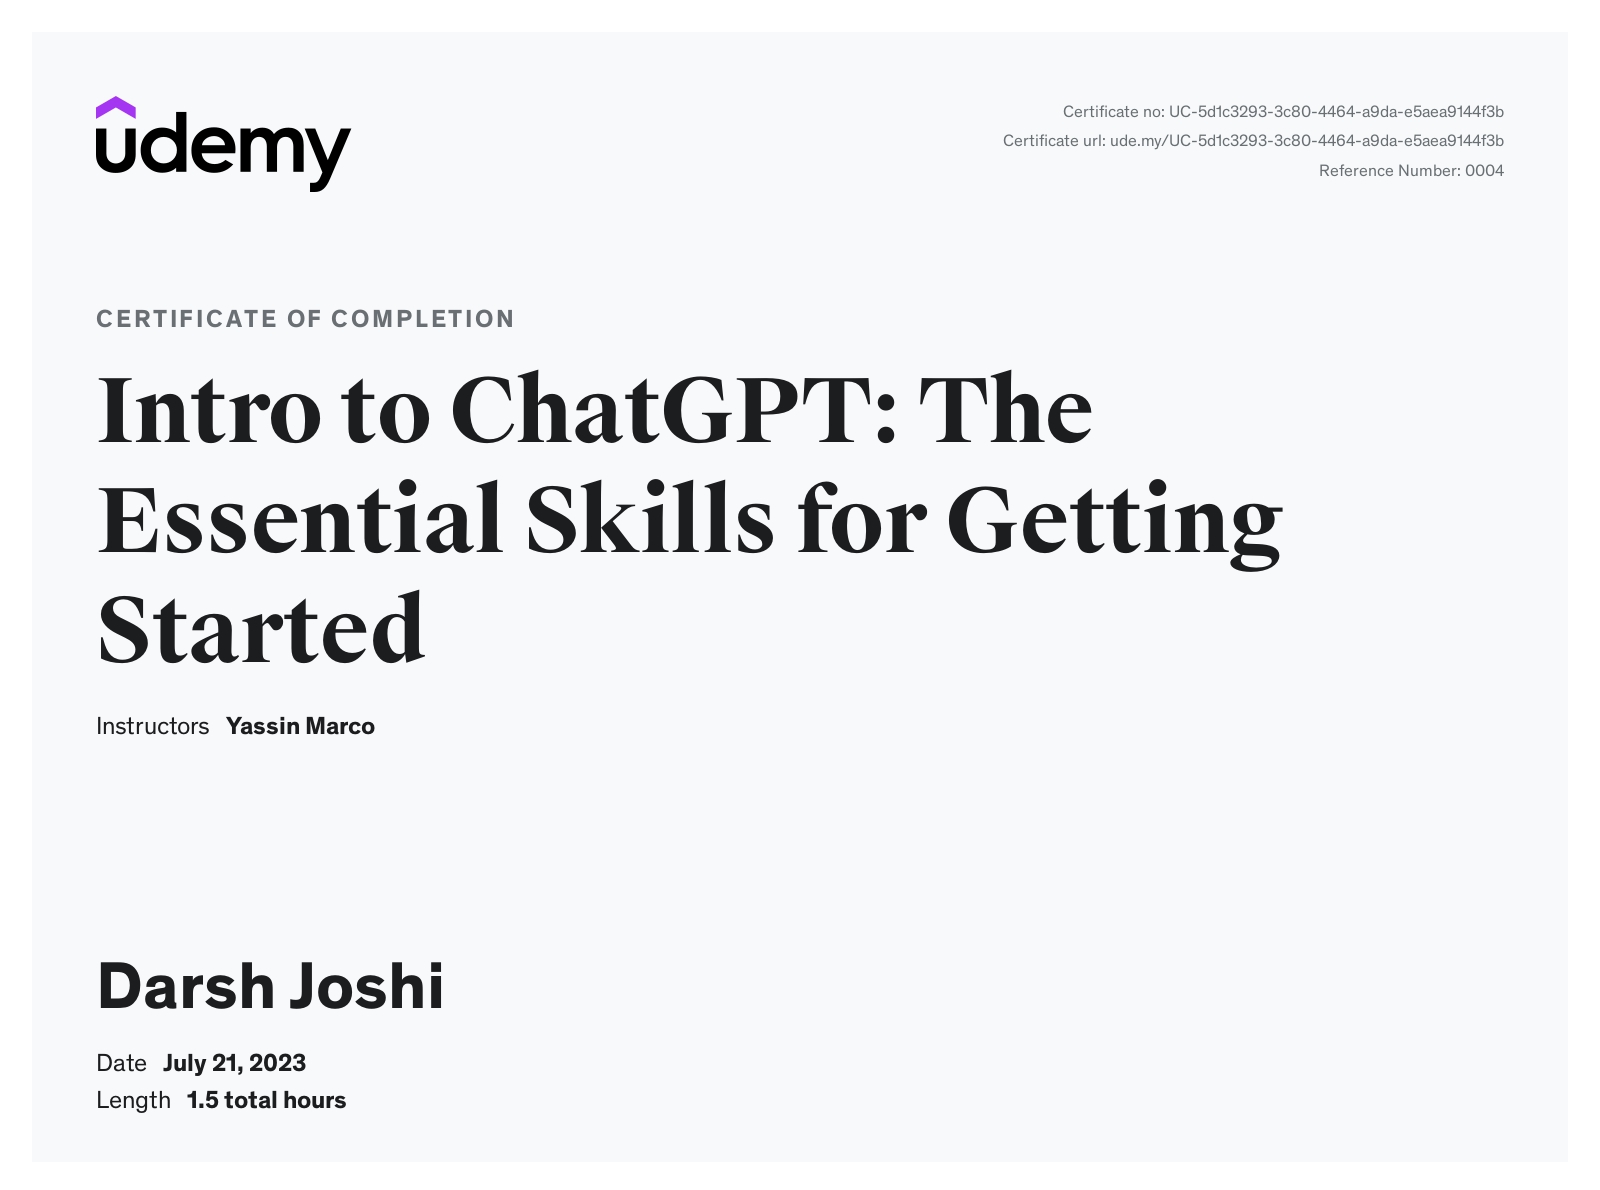 udemy
Certificate no: UC-5d1c3293-3c80-4464-a9da-e5aea9144f3b
Certificate url: ude.my/UC-5d1c3293-3c80-4464-a9da-e5aea9144f3b
Reference Number: 0004
CERTIFICATE OF COMPLETION
Intro to ChatGPT: The
Essential Skills for Getting
Started
Instructors Yassin Marco
Darsh Joshi
Date July 21, 2023
Length 1.5 total hours